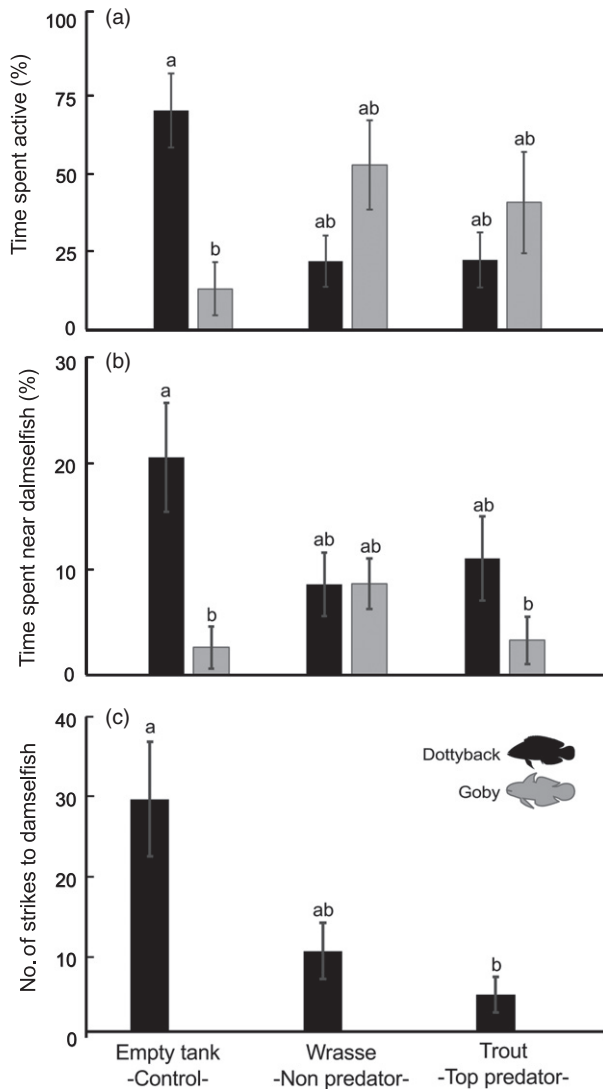 (a)
Time spent active (%)
100
75
50
25
0
a
b
ab
ab
ab
ab
(b)
Time spent near dalmselfish (%)
30
20
10
0
a
b
ab
ab
ab
b
(c)
No. of strikes to damselfish
40
30
20
10
0
a
ab
b
Dottyback
Goby
Empty tank
-Control-
Wrasse
-Non predator-
Trout
-Top predator-